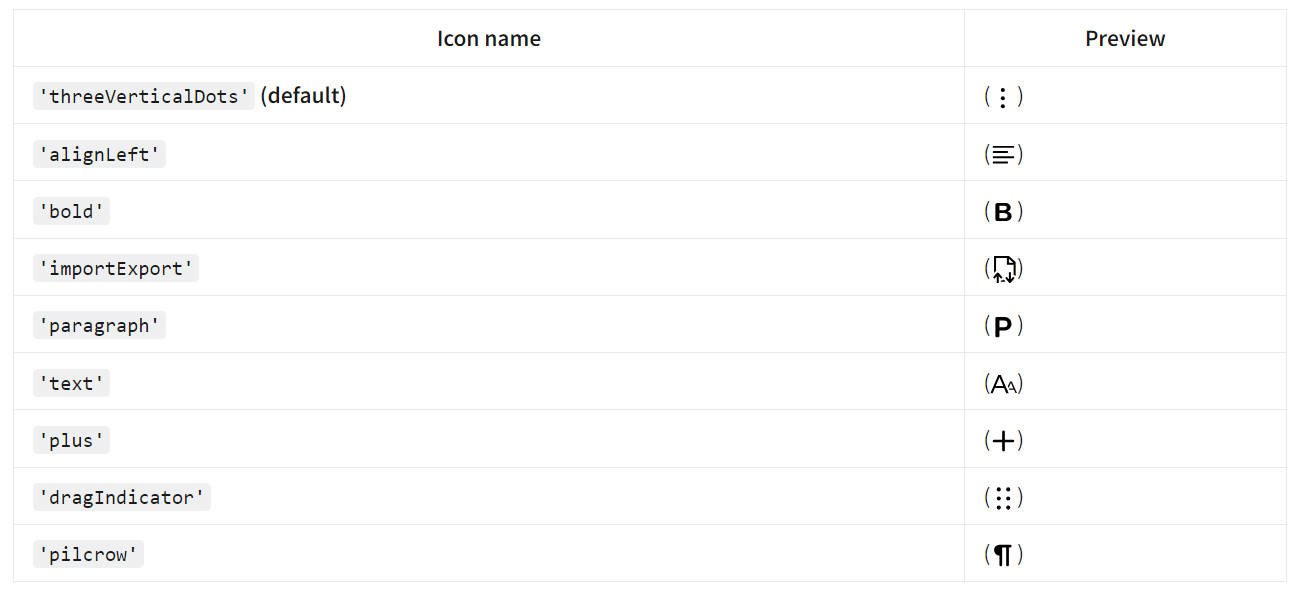 Icon name Preview
'threeVerticalDots' (default) (⋮)
'alignLeft' ( )
'bold' (B)
'importExport' ( )
'paragraph' (P)
'text' (AA)
'plus' (+)
'dragIndicator' (⠿)
'pilcrow' (¶)